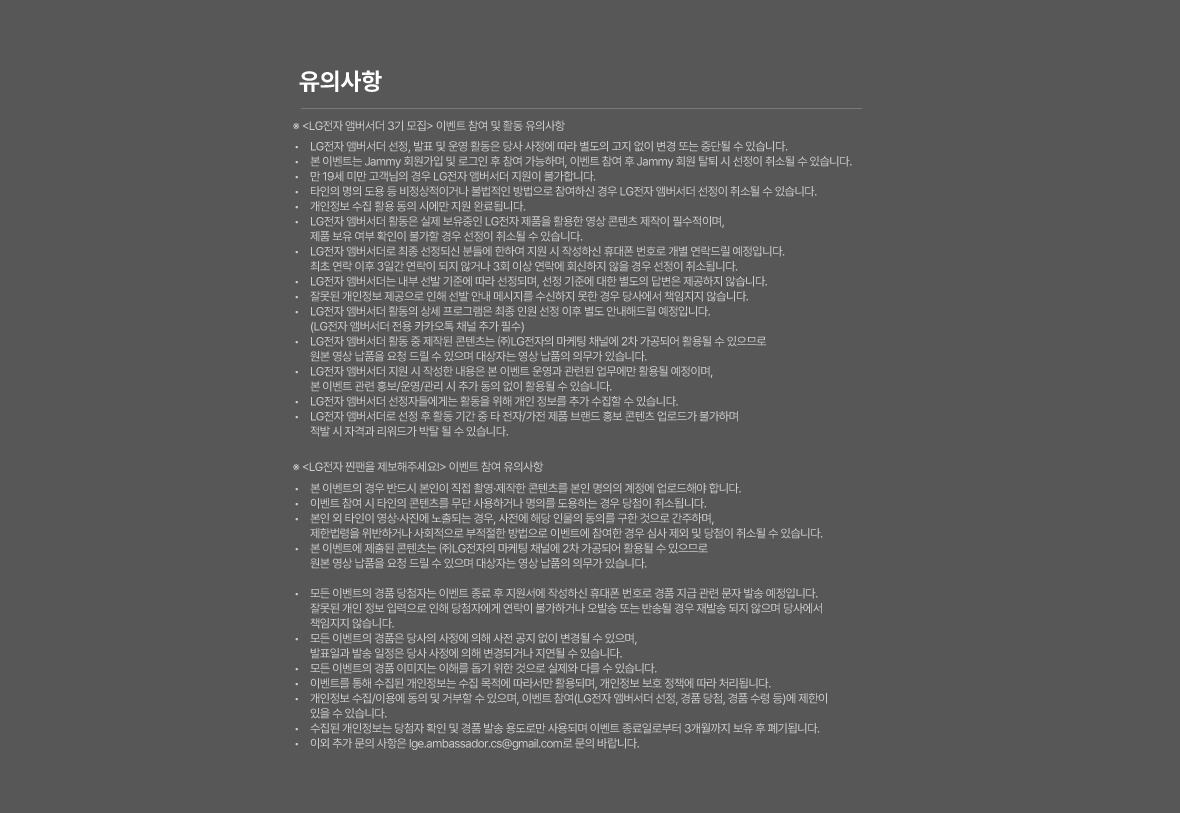 유의사항
※ <LG전자 앰버서더 3기 모집> 이벤트 참여 및 활동 유의사항
• LG전자 앰버서더 선정, 발표 및 운영 활동은 당사 사정에 따라 별도의 고지 없이 변경 또는 중단될 수 있습니다.
• 본 이벤트는 Jammy 회원가입 및 로그인 후 참여 가능하며, 이벤트 참여 후 Jammy 회원 탈퇴 시 선정이 취소될 수 있습니다.
• 만 19세 미만 고객님의 경우 LG전자 앰버서더 지원이 불가합니다.
• 타인의 명의 도용 등 비정상적이거나 불법적인 방법으로 참여하신 경우 LG전자 앰버서더 선정이 취소될 수 있습니다.
• 개인정보 수집 활용 동의 시에만 지원 완료됩니다.
• LG전자 앰버서더 활동은 실제 보유중인 LG전자 제품을 활용한 영상 콘텐츠 제작이 필수적이며,
제품 보유 여부 확인이 불가할 경우 선정이 취소될 수 있습니다.
• LG전자 앰버서더로 최종 선정되신 분들에 한하여 지원 시 작성하신 휴대폰 번호로 개별 연락드릴 예정입니다.
최초 연락 이후 3일간 연락이 되지 않거나 3회 이상 연락에 회신하지 않을 경우 선정이 취소됩니다.
• LG전자 앰버서더는 내부 선발 기준에 따라 선정되며, 선정 기준에 대한 별도의 답변은 제공하지 않습니다.
• 잘못된 개인정보 제공으로 인해 선발 안내 메시지를 수신하지 못한 경우 당사에서 책임지지 않습니다.
• LG전자 앰버서더 활동의 상세 프로그램은 최종 인원 선정 이후 별도 안내해드릴 예정입니다.
(LG전자 앰버서더 전용 카카오톡 채널 추가 필수)
• LG전자 앰버서더 활동 중 제작된 콘텐츠는 ㈜LG전자의 마케팅 채널에 2차 가공되어 활용될 수 있으므로
원본 영상 납품을 요청 드릴 수 있으며 대상자는 영상 납품의 의무가 있습니다.
• LG전자 앰버서더 지원 시 작성한 내용은 본 이벤트 운영과 관련된 업무에만 활용될 예정이며,
본 이벤트 관련 홍보/운영/관리 시 추가 동의 없이 활용될 수 있습니다.
• LG전자 앰버서더 선정자들에게는 활동을 위해 개인 정보를 추가 수집할 수 있습니다.
• LG전자 앰버서더로 선정 후 활동 기간 중 타 전자/가전 제품 브랜드 홍보 콘텐츠 업로드가 불가하며
적발 시 자격과 리워드가 박탈 될 수 있습니다.
※ <LG전자 찐팬을 제보해주세요!> 이벤트 참여 유의사항
• 본 이벤트의 경우 반드시 본인이 직접 촬영·제작한 콘텐츠를 본인 명의의 계정에 업로드해야 합니다.
• 이벤트 참여 시 타인의 콘텐츠를 무단 사용하거나 명의를 도용하는 경우 당첨이 취소됩니다.
• 본인 외 타인이 영상·사진에 노출되는 경우, 사전에 해당 인물의 동의를 구한 것으로 간주하며,
제한법령을 위반하거나 사회적으로 부적절한 방법으로 이벤트에 참여한 경우 심사 제외 및 당첨이 취소될 수 있습니다.
• 본 이벤트에 제출된 콘텐츠는 ㈜LG전자의 마케팅 채널에 2차 가공되어 활용될 수 있으므로
원본 영상 납품을 요청 드릴 수 있으며 대상자는 영상 납품의 의무가 있습니다.
• 모든 이벤트의 경품 당첨자는 이벤트 종료 후 지원서에 작성하신 휴대폰 번호로 경품 지급 관련 문자 발송 예정입니다.
잘못된 개인 정보 입력으로 인해 당첨자에게 연락이 불가하거나 오발송 또는 반송될 경우 재발송 되지 않으며 당사에서
책임지지 않습니다.
• 모든 이벤트의 경품은 당사의 사정에 의해 사전 공지 없이 변경될 수 있으며,
발표일과 발송 일정은 당사 사정에 의해 변경되거나 지연될 수 있습니다.
• 모든 이벤트의 경품 이미지는 이해를 돕기 위한 것으로 실제와 다를 수 있습니다.
• 이벤트를 통해 수집된 개인정보는 수집 목적에 따라서만 활용되며, 개인정보 보호 정책에 따라 처리됩니다.
• 개인정보 수집/이용에 동의 및 거부할 수 있으며, 이벤트 참여(LG전자 앰버서더 선정, 경품 당첨, 경품 수령 등)에 제한이
있을 수 있습니다.
• 수집된 개인정보는 당첨자 확인 및 경품 발송 용도로만 사용되며 이벤트 종료일로부터 3개월까지 보유 후 폐기됩니다.
• 이외 추가 문의 사항은 lge.ambassador.cs@gmail.com로 문의 바랍니다.